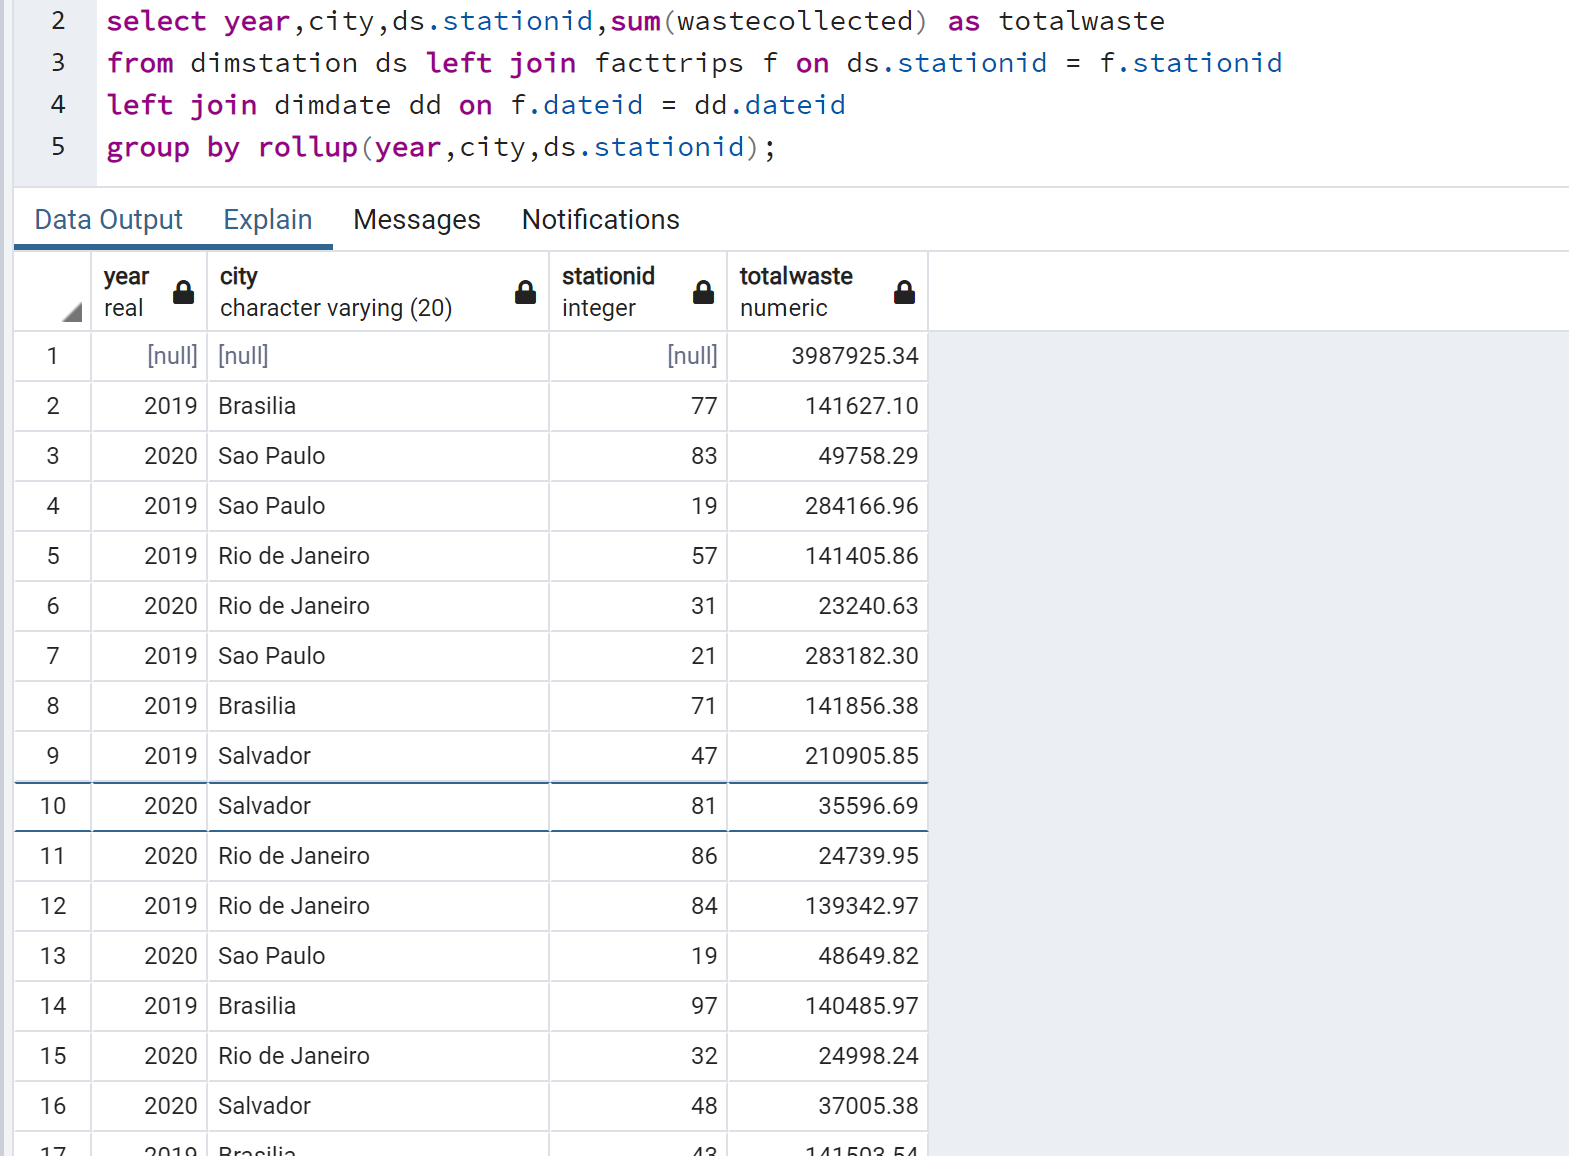 2 select year,city,ds.stationid,sum(wastecollected) as totalwaste
3 from dimstation ds left join facttrips f on ds.stationid = f.stationid
4 left join dimdate dd on f.dateid = dd.dateid
5 group by rollup(year,city,ds.stationid);
Data Output Explain Messages Notifications
year city stationid totalwaste
real character varying (20) integer numeric
1 [null] [null] [null] 3987925.34
2 2019 Brasilia 77 141627.10
3 2020 Sao Paulo 83 49758.29
4 2019 Sao Paulo 19 284166.96
5 2019 Rio de Janeiro 57 141405.86
6 2020 Rio de Janeiro 31 23240.63
7 2019 Sao Paulo 21 283182.30
8 2019 Brasilia 71 141856.38
9 2019 Salvador 47 210905.85
10 2020 Salvador 81 35596.69
11 2020 Rio de Janeiro 86 24739.95
12 2019 Rio de Janeiro 84 139342.97
13 2020 Sao Paulo 19 48649.82
14 2019 Brasilia 97 140485.97
15 2020 Rio de Janeiro 32 24998.24
16 2020 Salvador 48 37005.38
17 2019 Brasilia 43 141503.54